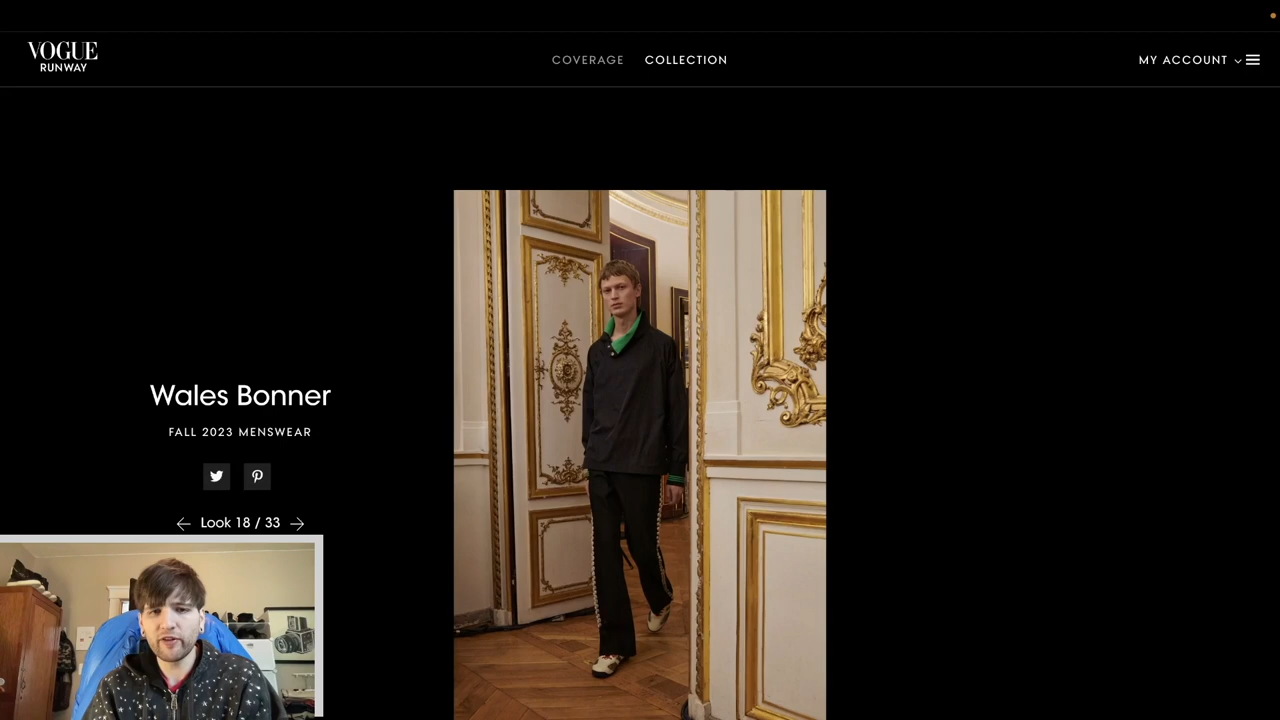 VOGUE
RUNWAY
COVERAGE COLLECTION
MY ACCOUNT
Wales Bonner
FALL 2023 MENSWEAR
Look 18 / 33